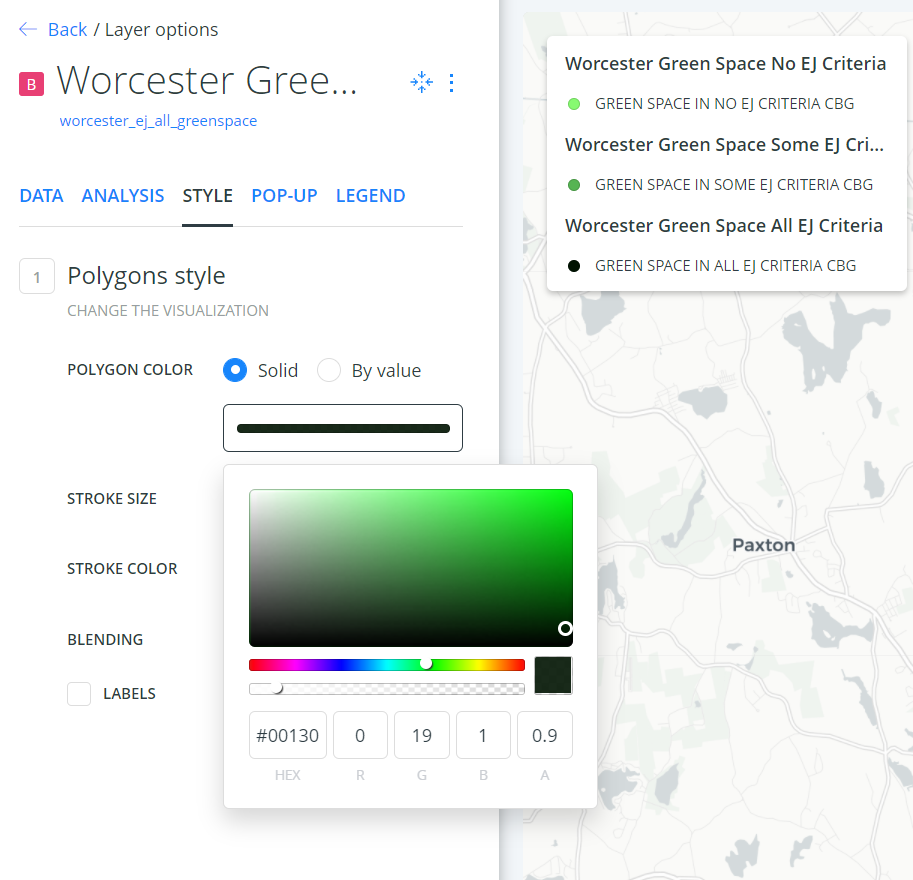 Back / Layer options
B
Worcester Gree...
worcester_ej_all_greenspace
DATA ANALYSIS STYLE POP-UP LEGEND
1
Polygons style
CHANGE THE VISUALIZATION
POLYGON COLOR
Solid
By value
STROKE SIZE
STROKE COLOR
BLENDING
LABELS
#00130 0 19 1 0.9
HEX R G B A
Worcester Green Space No EJ Criteria
GREEN SPACE IN NO EJ CRITERIA CBG
Worcester Green Space Some EJ Cri...
GREEN SPACE IN SOME EJ CRITERIA CBG
Worcester Green Space All EJ Criteria
GREEN SPACE IN ALL EJ CRITERIA CBG
Paxton